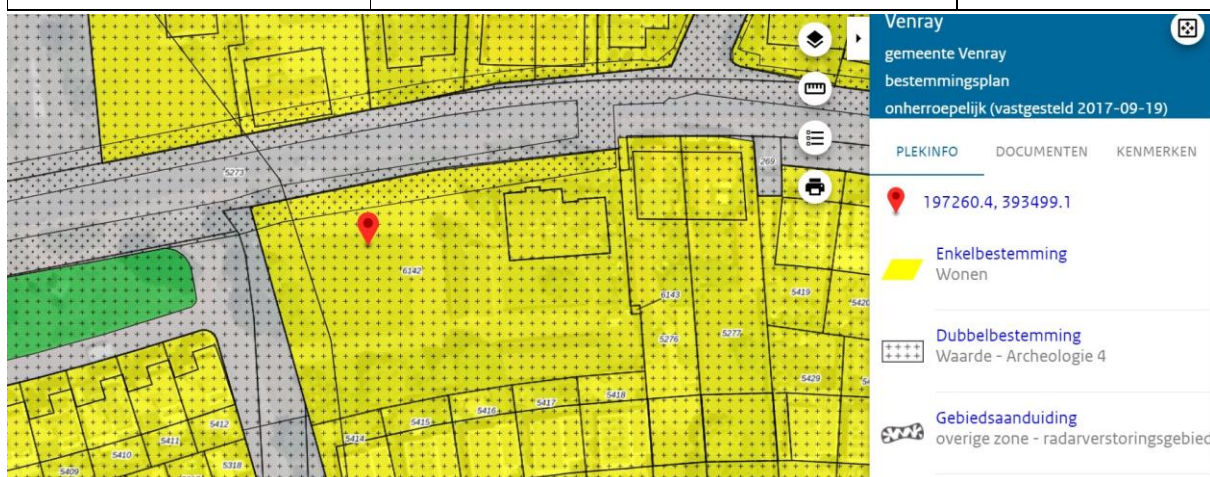 Venray
gemeente Venray
bestemmingsplan
onherroepelijk (vastgesteld 2017-09-19)
PLEKINFO DOCUMENTEN KENMERKEN
197260.4, 393499.1
Enkelbestemming
Wonen
Dubbelbestemming
Waarde - Archeologie 4
Gebiedsaanduiding
overige zone - radarverstoringsgebied
5273
269
6142
6143
5419
5420
5276
5277
5429
5418
5417
5416
5415
5414
5412
5411
5410
5409
5318